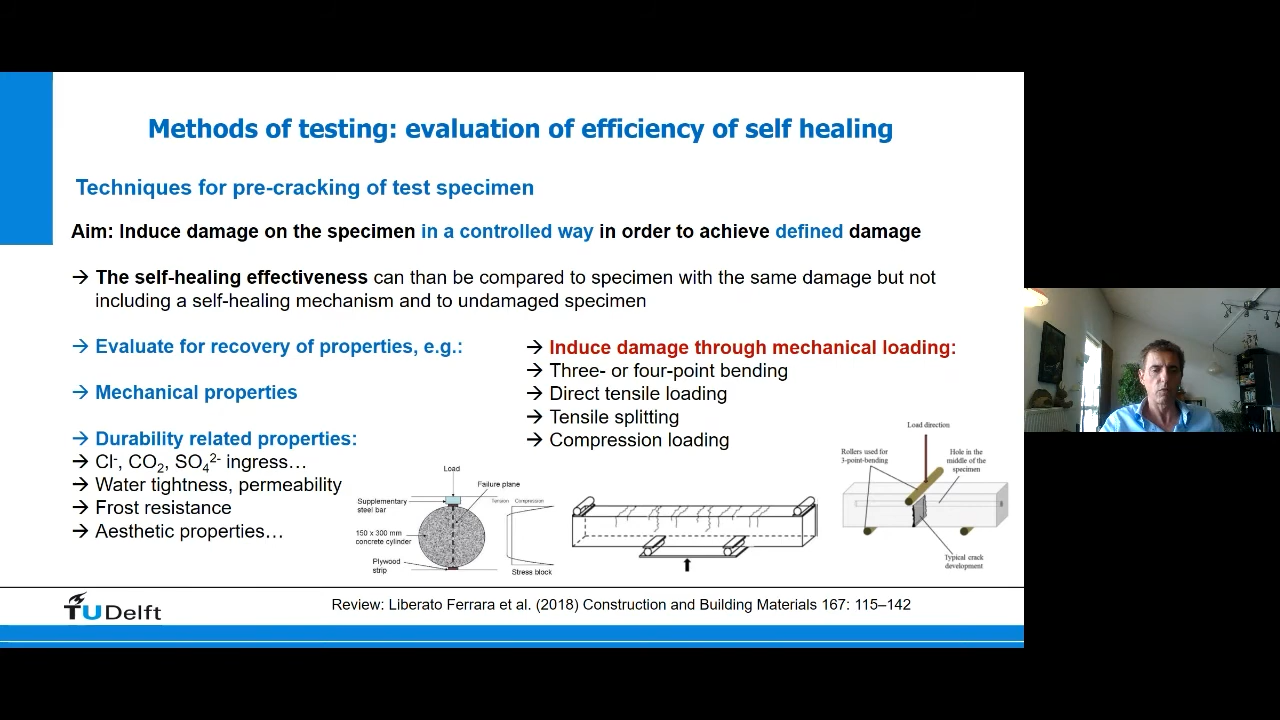 Methods of testing: evaluation of efficiency of self healing
Techniques for pre-cracking of test specimen
Aim: Induce damage on the specimen in a controlled way in order to achieve defined damage
→ The self-healing effectiveness can than be compared to specimen with the same damage but not
including a self-healing mechanism and to undamaged specimen
→ Evaluate for recovery of properties, e.g.:
→ Mechanical properties
→ Durability related properties:
→ Cl⁻, CO₂, SO₄²⁻ ingress…
→ Water tightness, permeability
→ Frost resistance
→ Aesthetic properties…
→ Induce damage through mechanical loading:
→ Three- or four-point bending
→ Direct tensile loading
→ Tensile splitting
→ Compression loading
Load
Failure plane
Supplementary
steel bar
150 x 300 mm
concrete cylinder
Plywood
strip
Tension Compression
Stress block
Load direction
Rollers used for
3-point-bending
Hole in the
middle of the
specimen
Typical crack
development
TU Delft
Review: Liberato Ferrara et al. (2018) Construction and Building Materials 167: 115–142